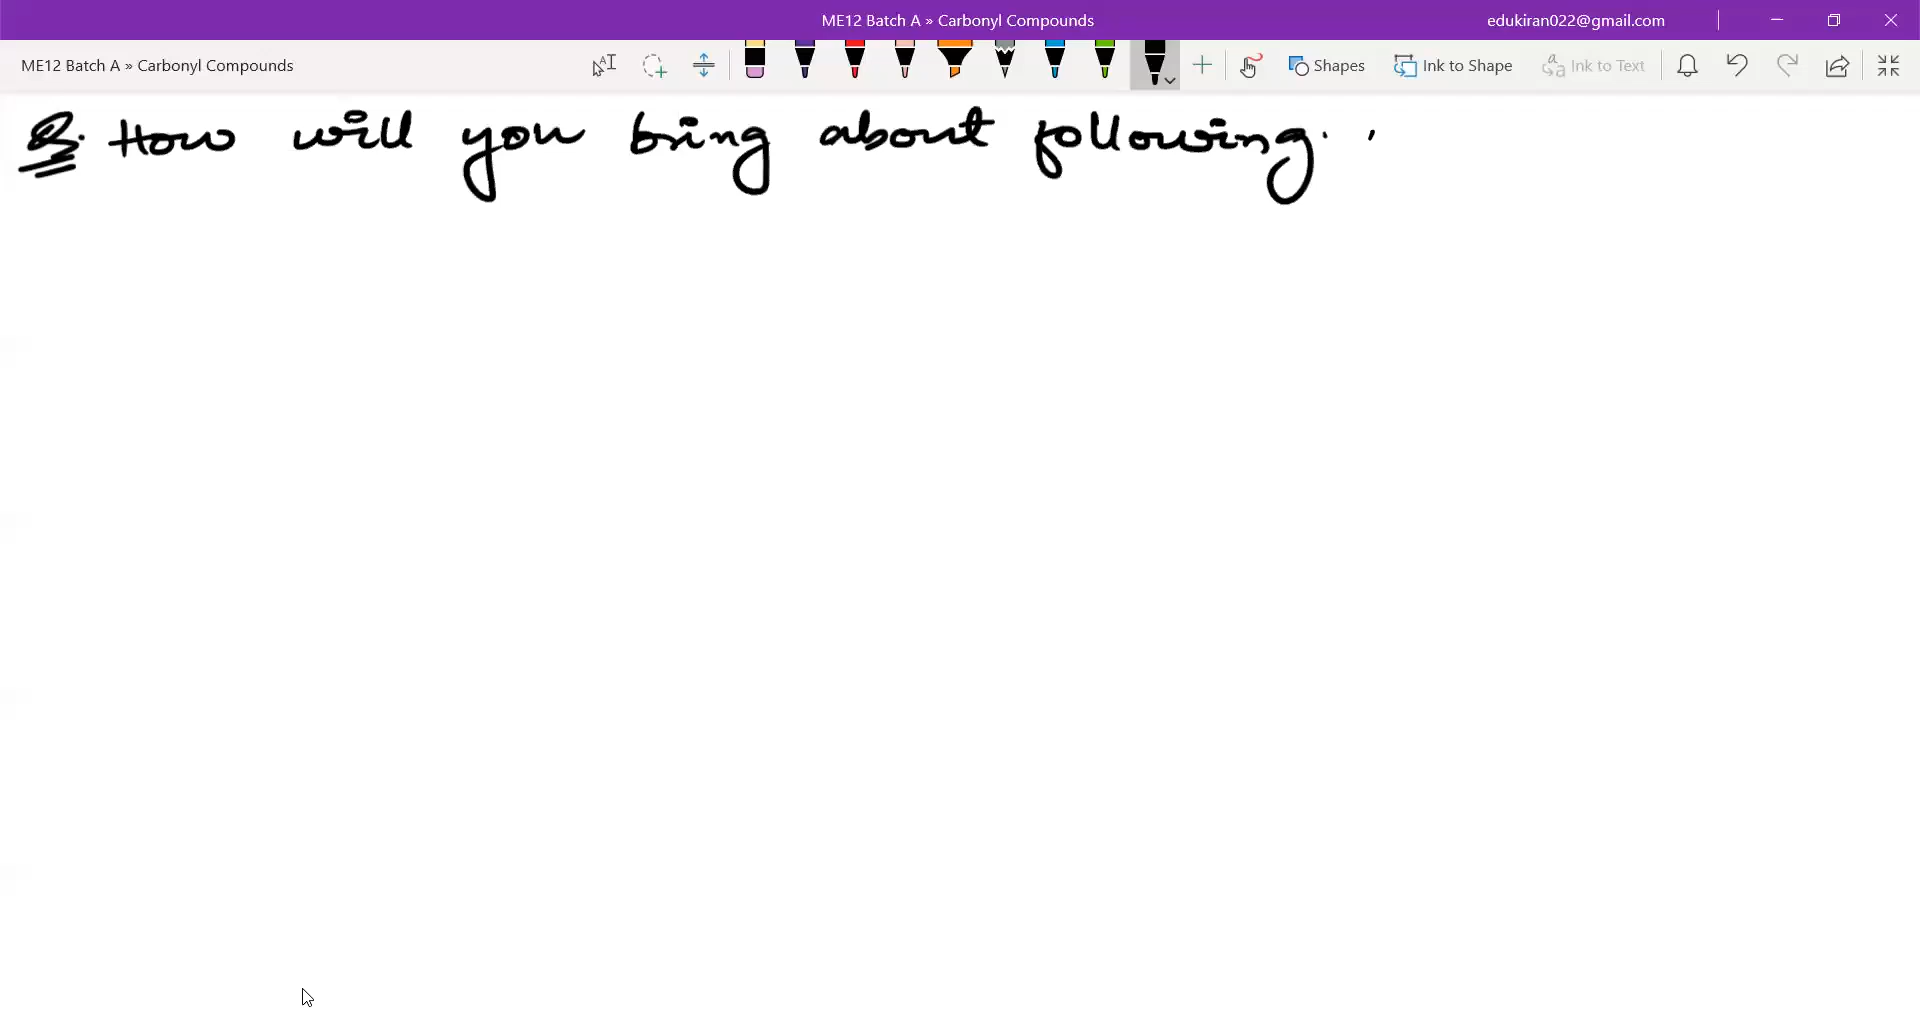 ME12 Batch A » Carbonyl Compounds
edukiran022@gmail.com
ME12 Batch A » Carbonyl Compounds
Shapes
Ink to Shape
Ink to Text
Q. How will you bring about following.